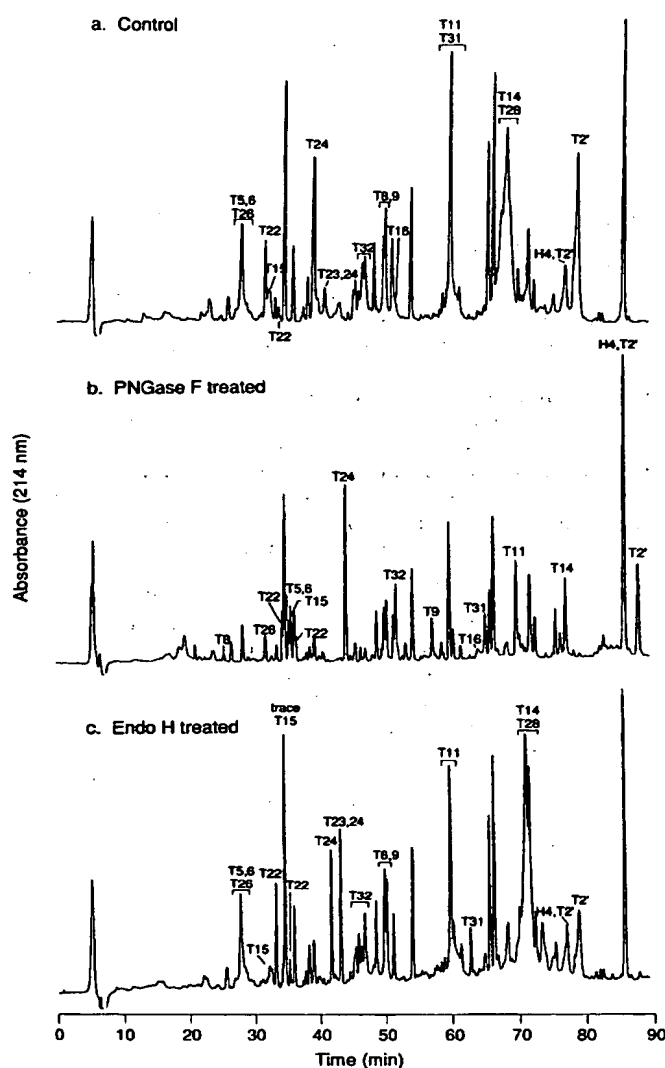 a. Control
T11
T31
T14
T28
T24
T2'
T5,6
T26
T8,9
T22
T16
T32
T15
H4,T2'
T23,24
T22
H4,T2'
b. PNGase F treated
T24
T2'
T5,6
T22
T32
T11
T14
T15
T9
T31
T8
T26
T22
T16
trace
T15
T14
T28
c. Endo H treated
T11
T23,24
T24
T8,9
T5,6
T26
T22
T22
T32
H4,T2'
T2'
T15
T31
Absorbance (214 nm)
0 10 20 30 40 50 60 70 80 90
Time (min)